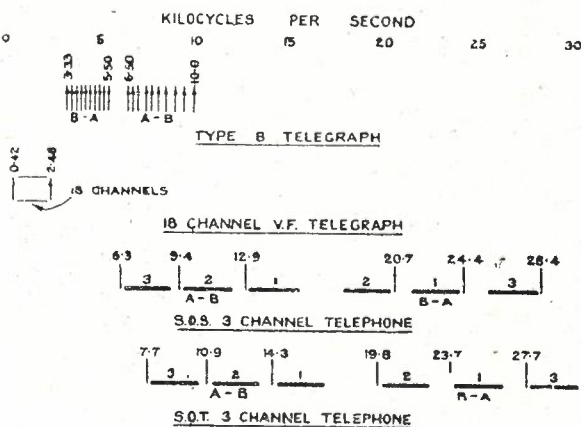 KILOCYCLES PER SECOND
0 5 10 15 20 25 30
3·33 5·50 6·50 10·0
B-A A-B
TYPE B TELEGRAPH
0·42 2·48
18 CHANNELS
18 CHANNEL V.F. TELEGRAPH
6·3 9·4 12·9 20·7 24·4 28·4
3 2 1 2 1 3
A-B B-A
S.O.S. 3 CHANNEL TELEPHONE
7·7 10·9 14·3 19·8 23·7 27·7
3 2 1 2 1 3
A-B B-A
S.O.T. 3 CHANNEL TELEPHONE